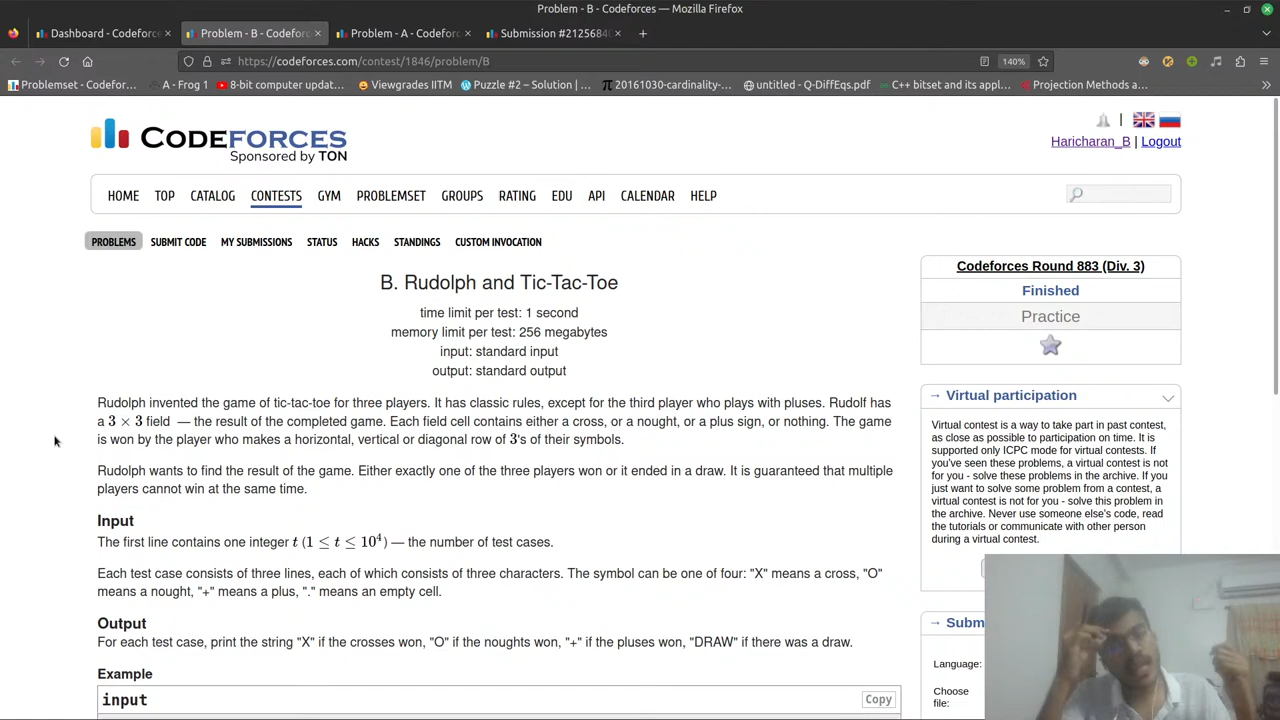 Problem - B - Codeforces — Mozilla Firefox
Dashboard - Codeforce
Problem - B - Codeforc
Problem - A - Codeforc
Submission #21256840
https://codeforces.com/contest/1846/problem/B
140%
Problemset - Codefor…
A - Frog 1
8-bit computer updat…
Viewgrades IITM
Puzzle #2 – Solution | …
20161030-cardinality-…
untitled - Q-DiffEqs.pdf
C++ bitset and its appl…
Projection Methods a…
CODEFORCES
Sponsored by TON
Haricharan_B | Logout
HOME TOP CATALOG CONTESTS GYM PROBLEMSET GROUPS RATING EDU API CALENDAR HELP
PROBLEMS SUBMIT CODE MY SUBMISSIONS STATUS HACKS STANDINGS CUSTOM INVOCATION
B. Rudolph and Tic-Tac-Toe
time limit per test: 1 second
memory limit per test: 256 megabytes
input: standard input
output: standard output
Rudolph invented the game of tic-tac-toe for three players. It has classic rules, except for the third player who plays with pluses. Rudolf has
a 3 × 3 field — the result of the completed game. Each field cell contains either a cross, or a nought, or a plus sign, or nothing. The game
is won by the player who makes a horizontal, vertical or diagonal row of 3's of their symbols.
Rudolph wants to find the result of the game. Either exactly one of the three players won or it ended in a draw. It is guaranteed that multiple
players cannot win at the same time.
Input
The first line contains one integer t (1 ≤ t ≤ 10⁴) — the number of test cases.
Each test case consists of three lines, each of which consists of three characters. The symbol can be one of four: "X" means a cross, "O"
means a nought, "+" means a plus, "." means an empty cell.
Output
For each test case, print the string "X" if the crosses won, "O" if the noughts won, "+" if the pluses won, "DRAW" if there was a draw.
Example
input
Copy
Codeforces Round 883 (Div. 3)
Finished
Practice
→ Virtual participation
Virtual contest is a way to take part in past contest,
as close as possible to participation on time. It is
supported only ICPC mode for virtual contests. If
you've seen these problems, a virtual contest is not
for you - solve these problems in the archive. If you
just want to solve some problem from a contest, a
virtual contest is not for you - solve this problem in
the archive. Never use someone else's code, read
the tutorials or communicate with other person
during a virtual contest.
→ Subm
Language:
Choose
file: